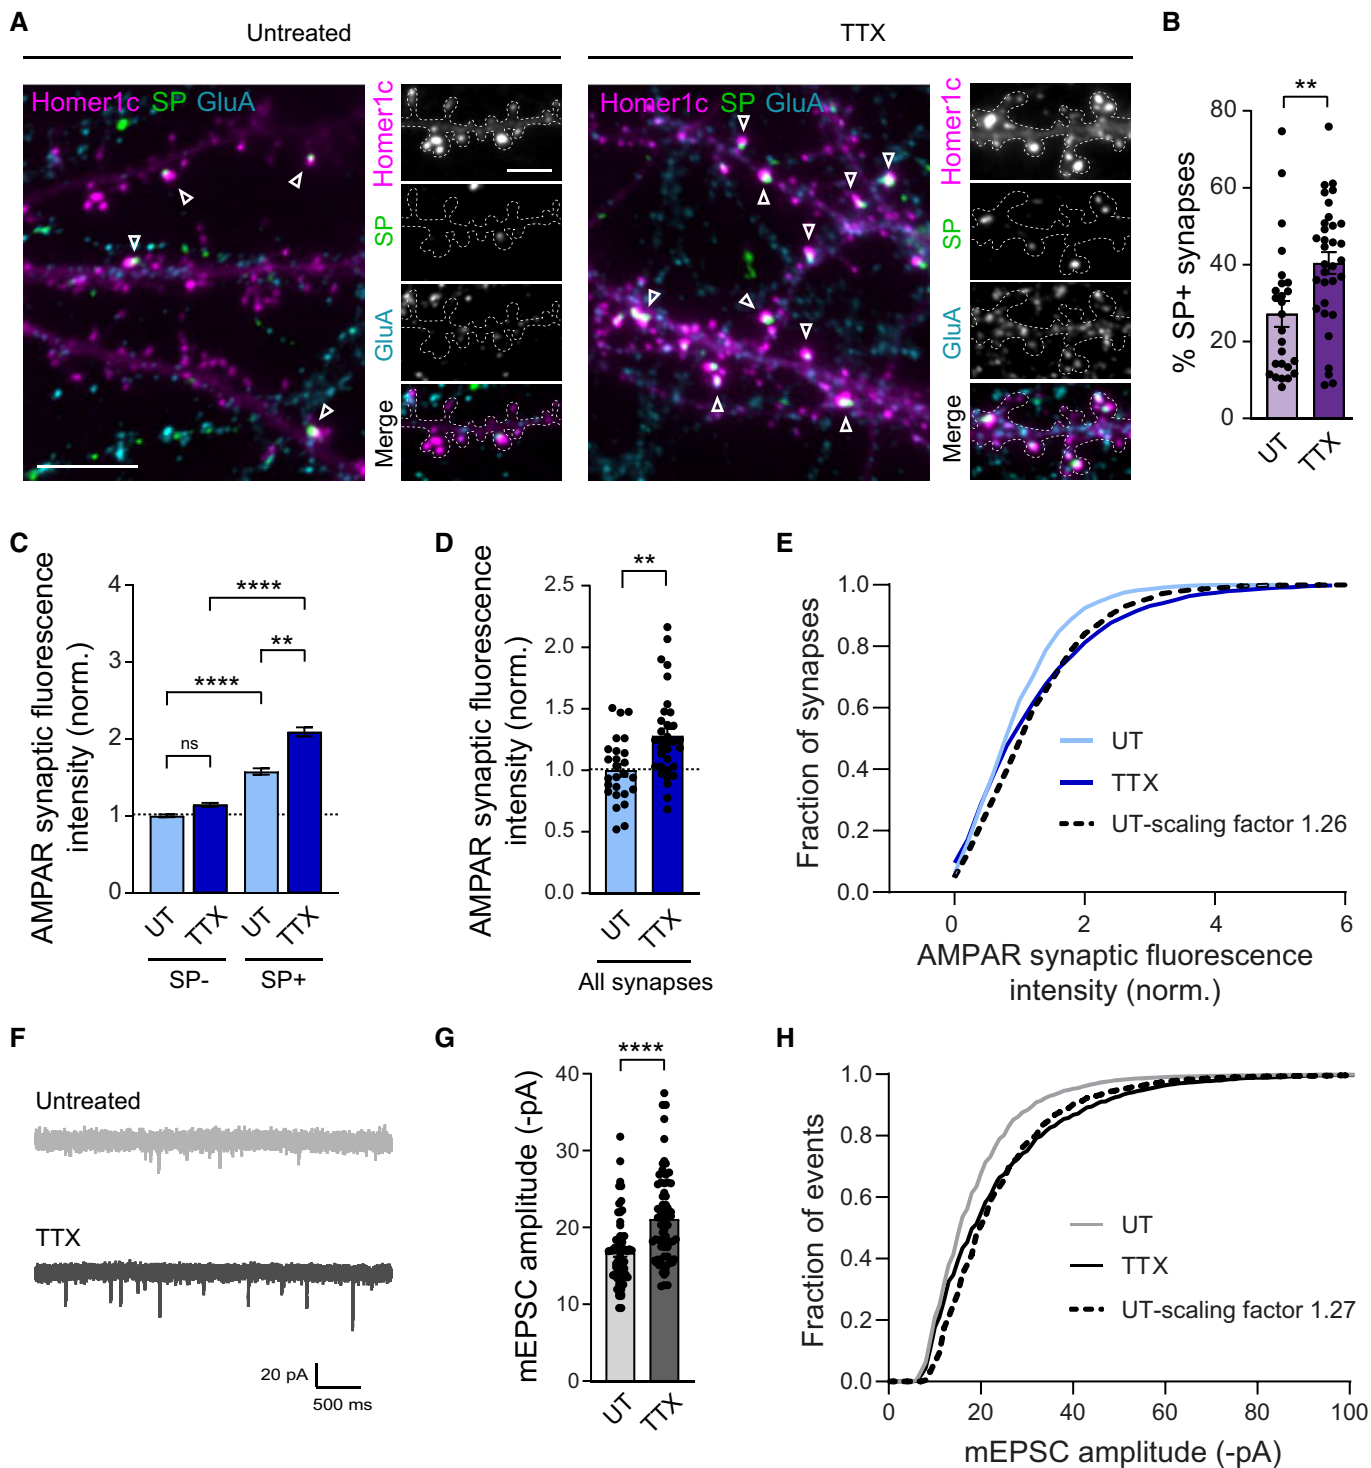 A
Untreated
TTX
Homer1c SP GluA
Homer1c
SP
GluA
Merge
Homer1c SP GluA
Homer1c
SP
GluA
Merge
B
**
% SP+ synapses
80
60
40
20
0
UT
TTX
C
AMPAR synaptic fluorescence
intensity (norm.)
4
3
2
1
0
****
**
****
ns
UT
TTX
UT
TTX
SP-
SP+
D
AMPAR synaptic fluorescence
intensity (norm.)
**
2.5
2.0
1.5
1.0
0.5
0.0
UT
TTX
All synapses
E
Fraction of synapses
1.0
0.8
0.6
0.4
0.2
0.0
UT
TTX
UT-scaling factor 1.26
0 2 4 6
AMPAR synaptic fluorescence
intensity (norm.)
F
Untreated
TTX
20 pA
500 ms
G
****
mEPSC amplitude (-pA)
40
30
20
10
0
UT
TTX
H
Fraction of events
1.0
0.8
0.6
0.4
0.2
0.0
UT
TTX
UT-scaling factor 1.27
0 20 40 60 80 100
mEPSC amplitude (-pA)